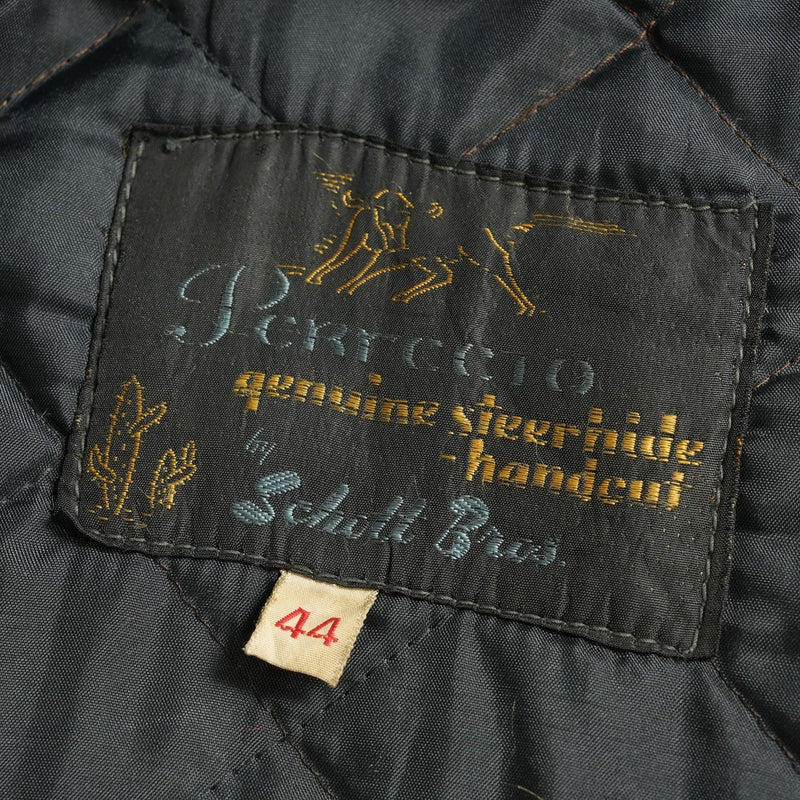 Perfecto
genuine steerhide
-handcut
by
Schott Bros.
44